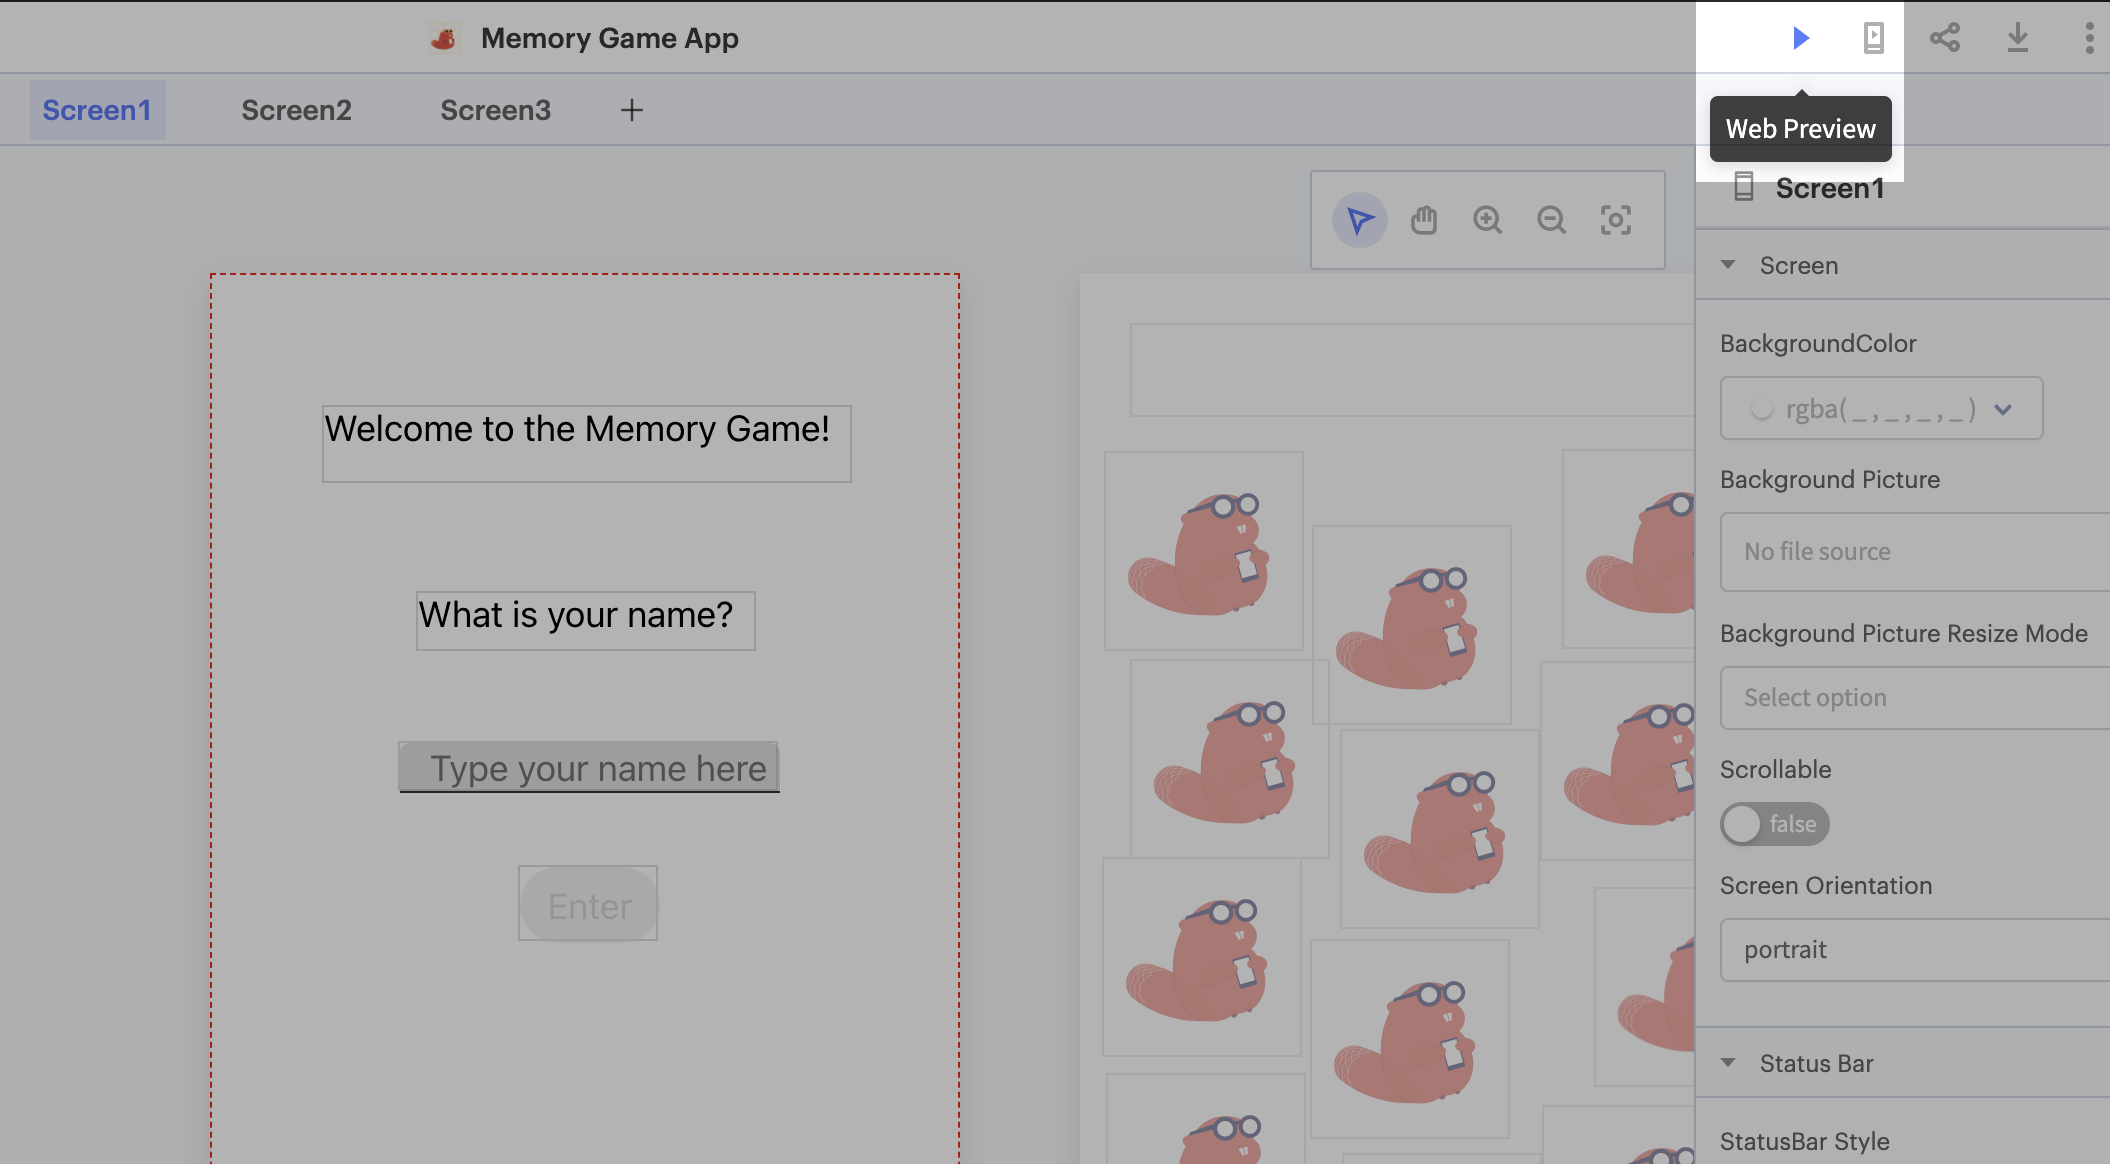 Memory Game App
Screen1
Screen2
Screen3
Web Preview
Screen1
Screen
BackgroundColor
rgba( _ , _ , _ , _ )
Background Picture
No file source
Background Picture Resize Mode
Select option
Scrollable
false
Screen Orientation
portrait
Status Bar
StatusBar Style
Welcome to the Memory Game!
What is your name?
Type your name here
Enter